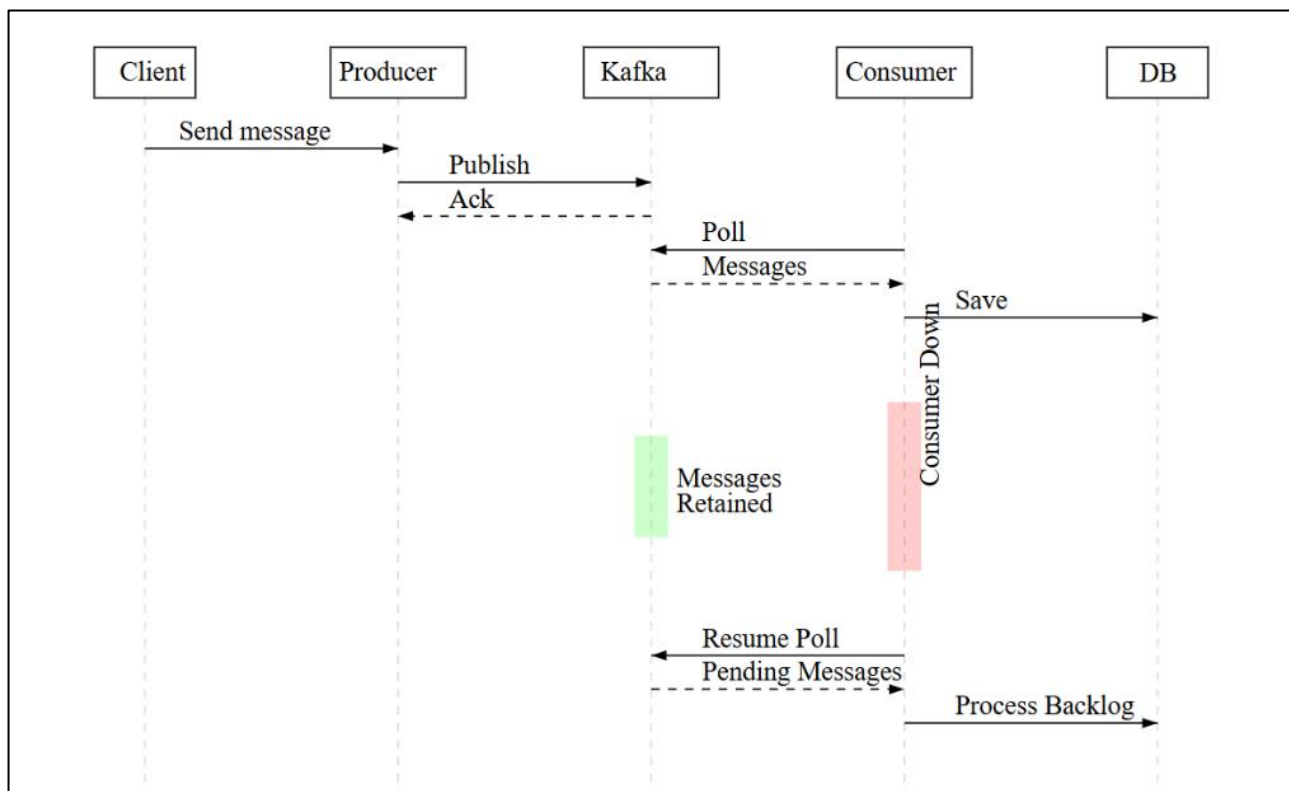 Client
Producer
Kafka
Consumer
DB
Send message
Publish
Ack
Poll
Messages
Save
Consumer Down
Messages
Retained
Resume Poll
Pending Messages
Process Backlog